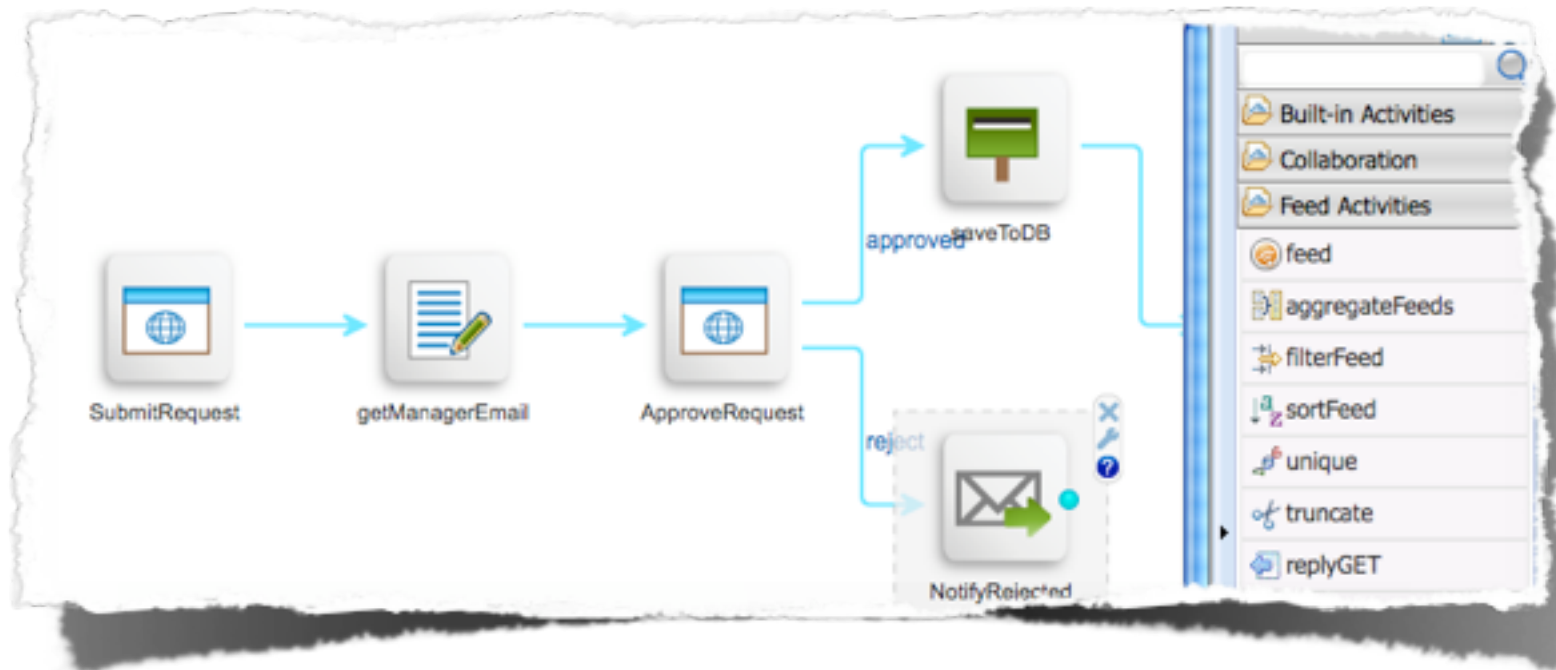 SubmitRequest
getManagerEmail
ApproveRequest
approved
saveToDB
reject
NotifyRejected
?
Built-in Activities
Collaboration
Feed Activities
feed
aggregateFeeds
filterFeed
sortFeed
unique
truncate
replyGET